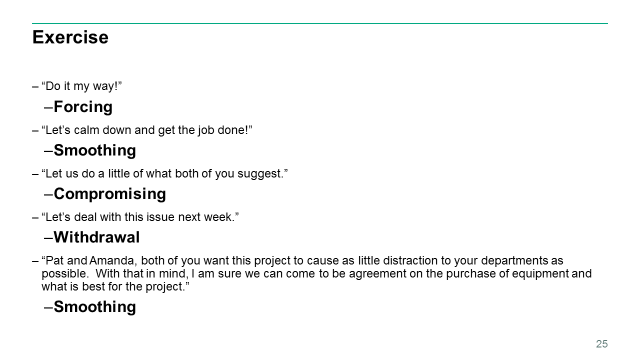 Exercise
– “Do it my way!”
–Forcing
– “Let’s calm down and get the job done!”
–Smoothing
– “Let us do a little of what both of you suggest.”
–Compromising
– “Let’s deal with this issue next week.”
–Withdrawal
– “Pat and Amanda, both of you want this project to cause as little distraction to your departments as
possible.  With that in mind, I am sure we can come to be agreement on the purchase of equipment and
what is best for the project.”
–Smoothing
25